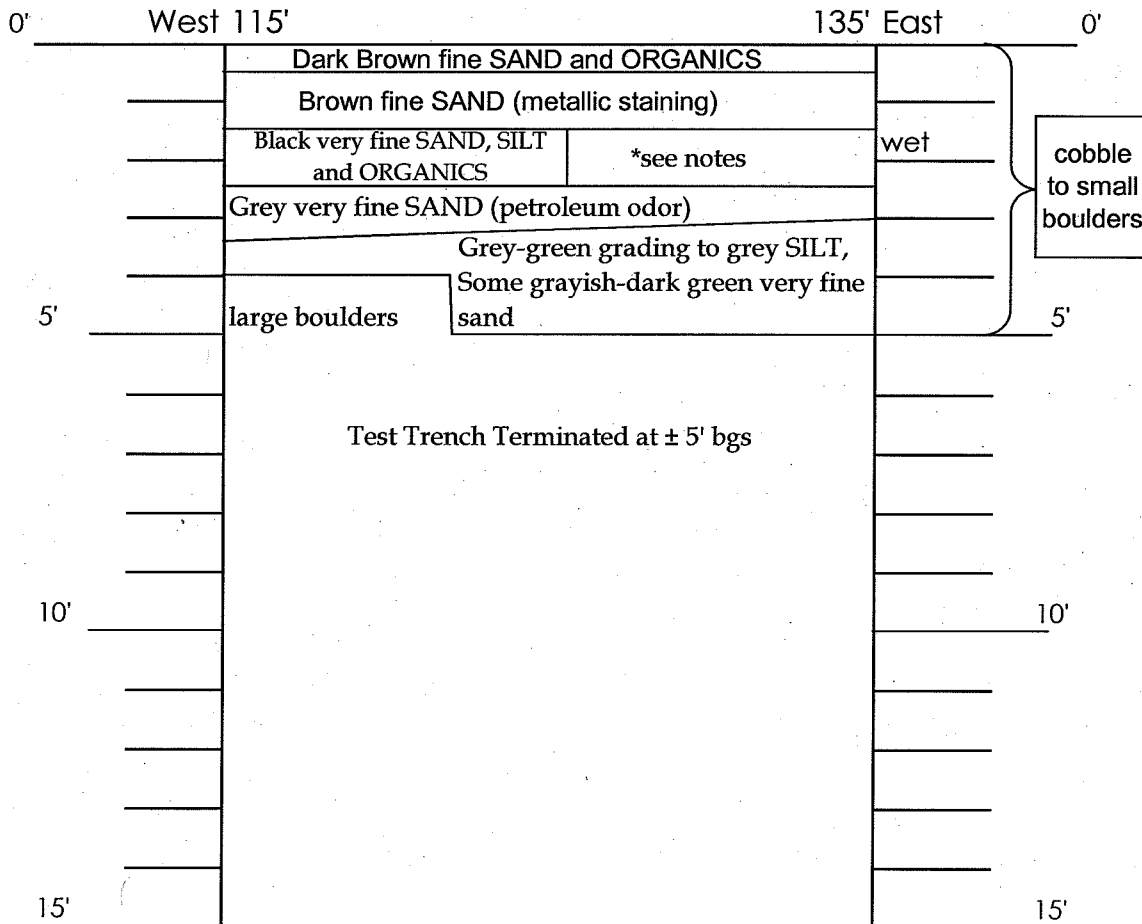 0' West 115' 135' East 0'
Dark Brown fine SAND and ORGANICS
Brown fine SAND (metallic staining)
Black very fine SAND, SILT
and ORGANICS
*see notes
wet
cobble
to small
boulders
Grey very fine SAND (petroleum odor)
Grey-green grading to grey SILT,
Some grayish-dark green very fine
sand
large boulders
5' 5'
Test Trench Terminated at ± 5' bgs
10' 10'
15' 15'